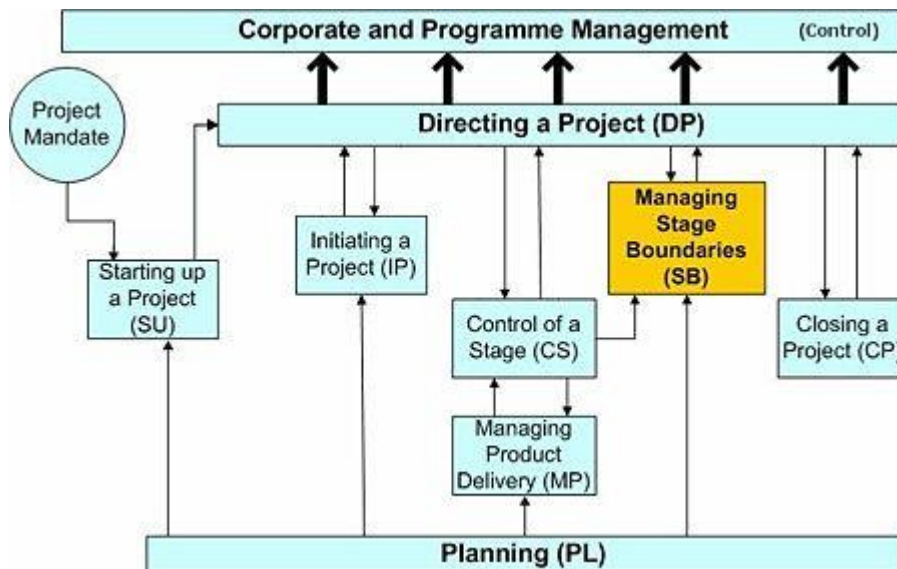 Corporate and Programme Management (Control)
Project
Mandate
Directing a Project (DP)
Managing
Stage
Boundaries
(SB)
Initiating a
Project (IP)
Starting up
a Project
(SU)
Control of a
Stage (CS)
Closing a
Project (CP)
Managing
Product
Delivery (MP)
Planning (PL)